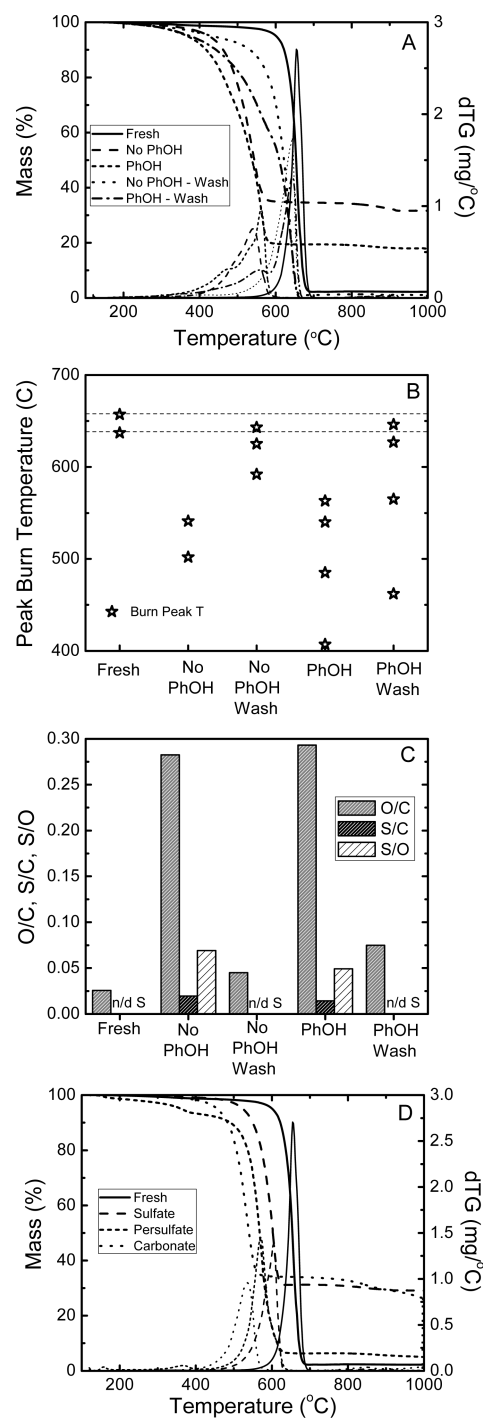 A
Mass (%)
dTG (mg/°C)
100
80
60
40
20
0
3
2
1
0
Fresh
No PhOH
PhOH
No PhOH - Wash
PhOH - Wash
200 400 600 800 1000
Temperature (°C)
B
Peak Burn Temperature (C)
700
600
500
400
Burn Peak T
Fresh
No PhOH
No PhOH Wash
PhOH
PhOH Wash
C
O/C, S/C, S/O
0.30
0.25
0.20
0.15
0.10
0.05
0.00
O/C
S/C
S/O
n/d S
n/d S
n/d S
Fresh
No PhOH
No PhOH Wash
PhOH
PhOH Wash
D
Mass (%)
dTG (mg/°C)
100
80
60
40
20
0
3.0
2.5
2.0
1.5
1.0
0.5
0.0
Fresh
Sulfate
Persulfate
Carbonate
200 400 600 800 1000
Temperature (°C)